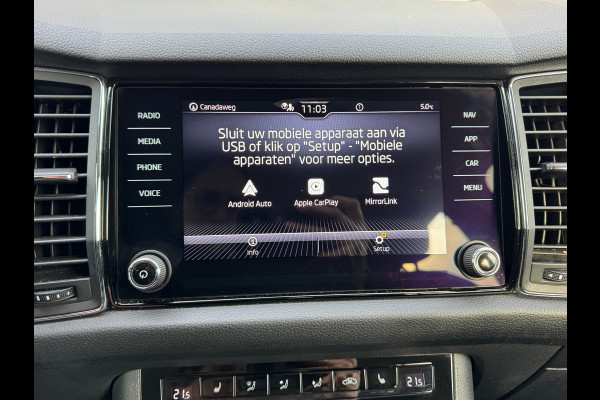 Canadaweg 11:03 5.0°C
RADIO
MEDIA
PHONE
VOICE
Sluit uw mobiele apparaat aan via
USB of klik op "Setup" - "Mobiele
apparaten" voor meer opties.
Android Auto Apple CarPlay MirrorLink
Info Setup
NAV
APP
CAR
MENU
21.5 21.5